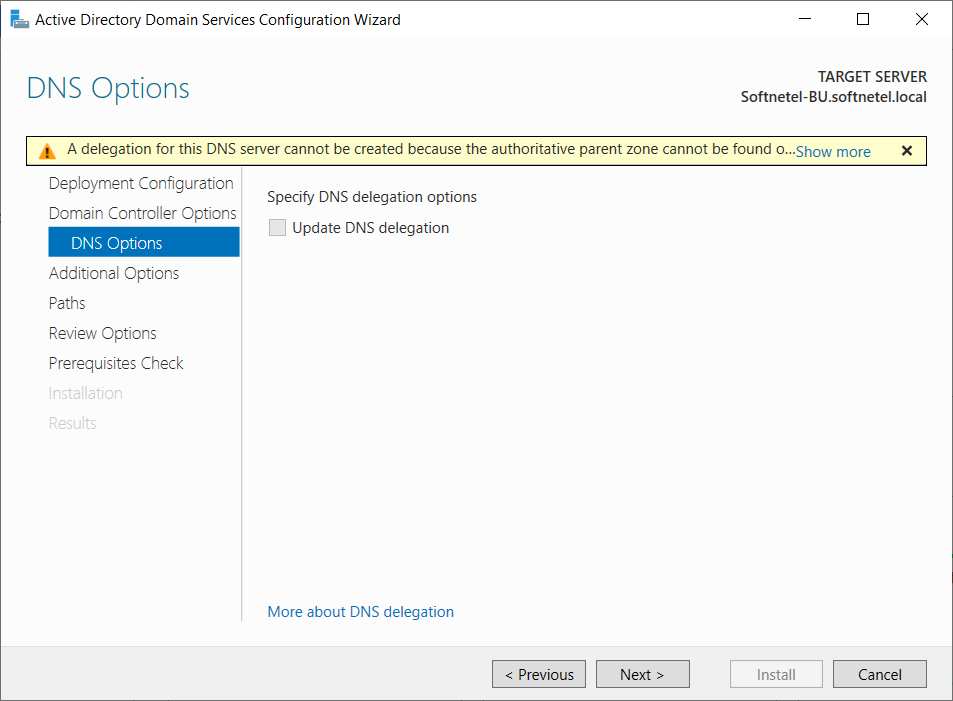 Active Directory Domain Services Configuration Wizard
DNS Options
TARGET SERVER
Softnetel-BU.softnetel.local
A delegation for this DNS server cannot be created because the authoritative parent zone cannot be found o...Show more
Deployment Configuration
Domain Controller Options
DNS Options
Additional Options
Paths
Review Options
Prerequisites Check
Installation
Results
Specify DNS delegation options
Update DNS delegation
More about DNS delegation
< Previous
Next >
Install
Cancel